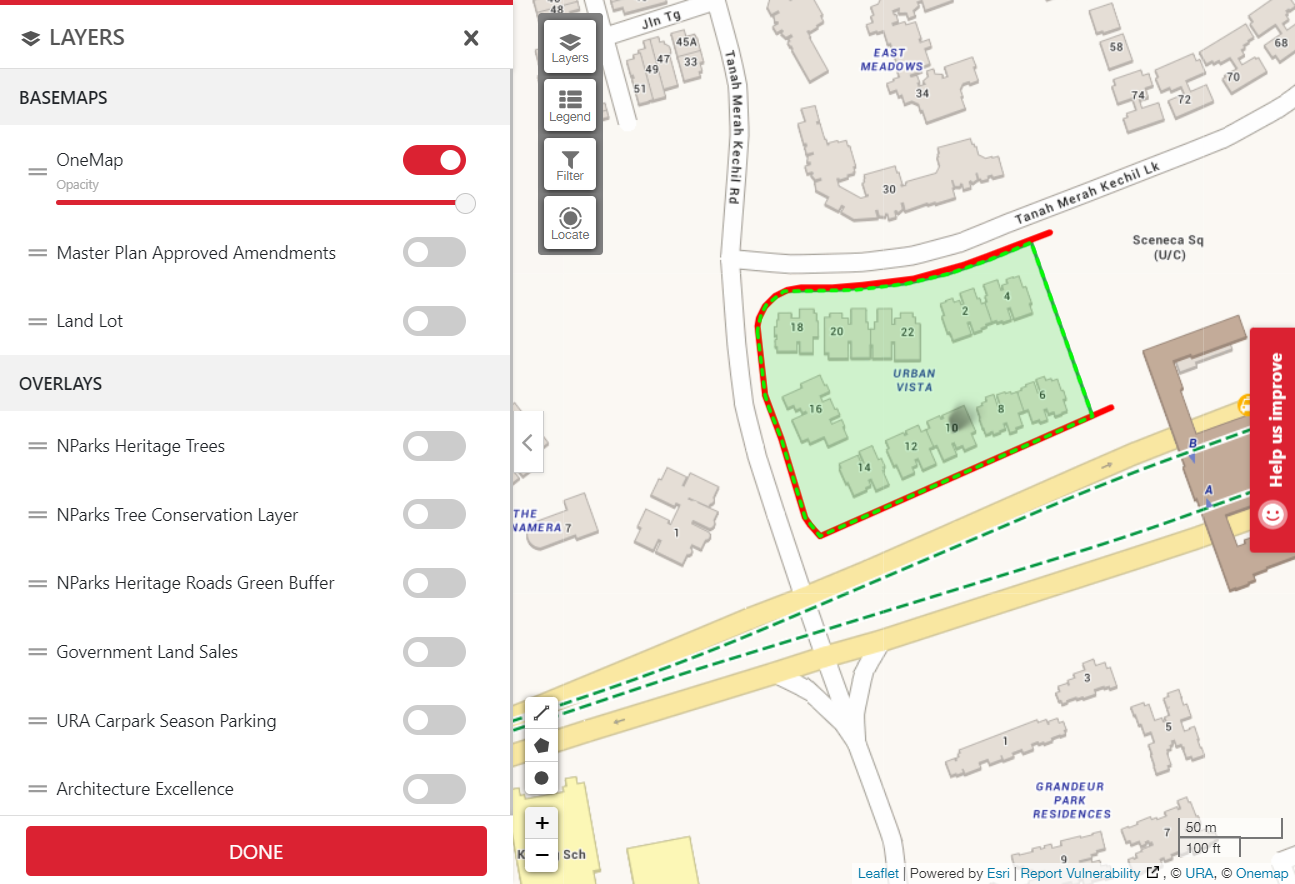 LAYERS
BASEMAPS
OneMap
Opacity
Master Plan Approved Amendments
Land Lot
OVERLAYS
NParks Heritage Trees
NParks Tree Conservation Layer
NParks Heritage Roads Green Buffer
Government Land Sales
URA Carpark Season Parking
Architecture Excellence
DONE
Layers
Legend
Filter
Locate
48
Jln Tg
45A
47
33
49
51
Tanah Merah Kechil Rd
EAST
MEADOWS
34
58
68
70
74
72
30
Tanah Merah Kechil Lk
Sceneca Sq
(U/C)
4
2
18
20
22
URBAN
VISTA
16
6
8
10
12
14
B
A
Help us improve
THE
NAMERA 7
1
3
5
1
GRANDEUR
PARK
RESIDENCES
7
9
Sch
+
−
50 m
100 ft
Leaflet | Powered by Esri | Report Vulnerability , © URA, © Onemap